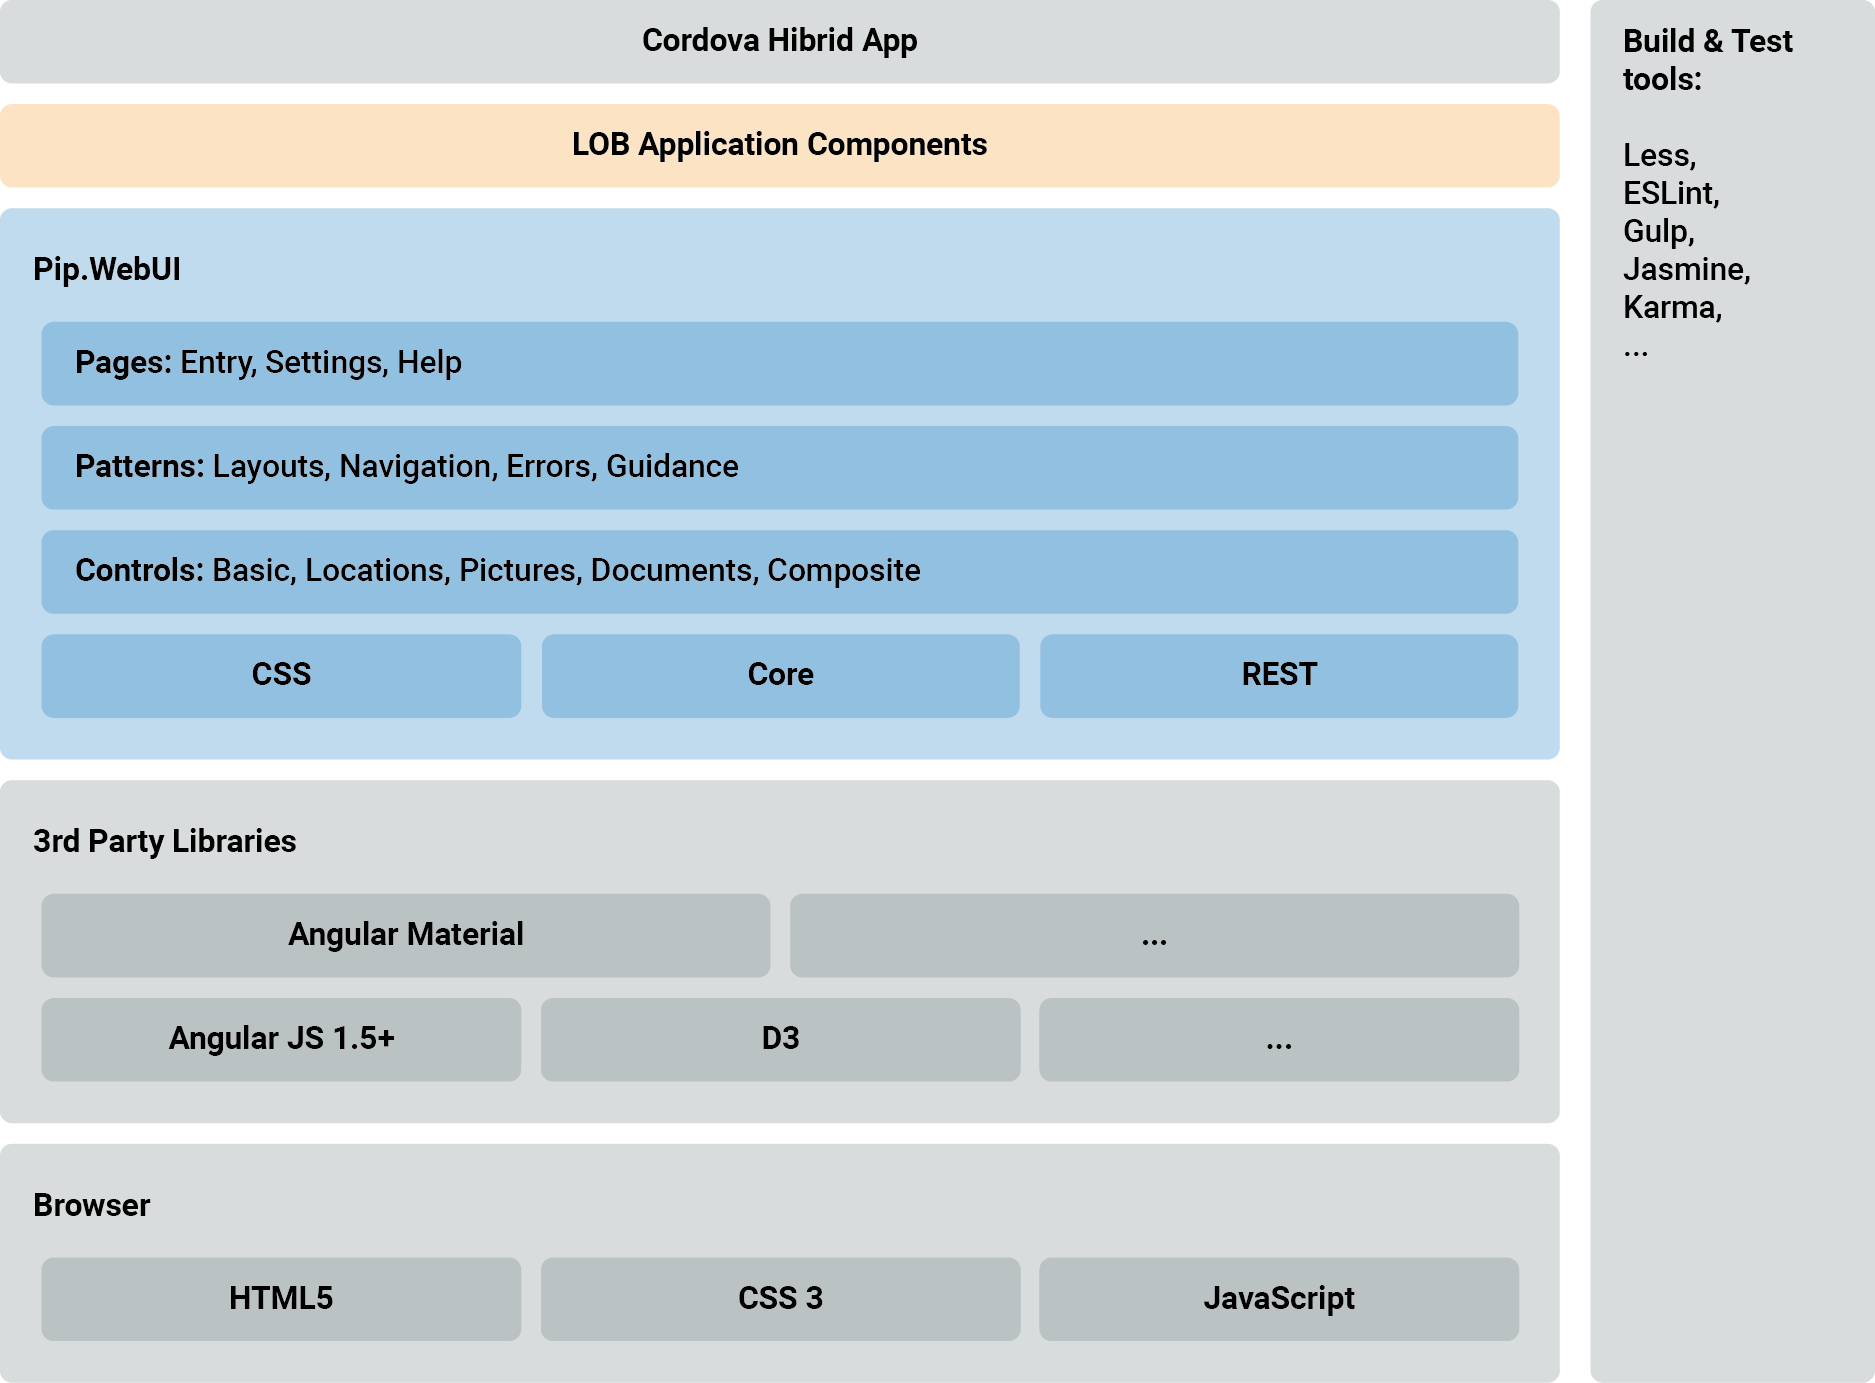 Cordova Hibrid App
LOB Application Components
Pip.WebUI
Pages: Entry, Settings, Help
Patterns: Layouts, Navigation, Errors, Guidance
Controls: Basic, Locations, Pictures, Documents, Composite
CSS
Core
REST
3rd Party Libraries
Angular Material
...
Angular JS 1.5+
D3
...
Browser
HTML5
CSS 3
JavaScript
Build & Test
tools:
Less,
ESLint,
Gulp,
Jasmine,
Karma,
...